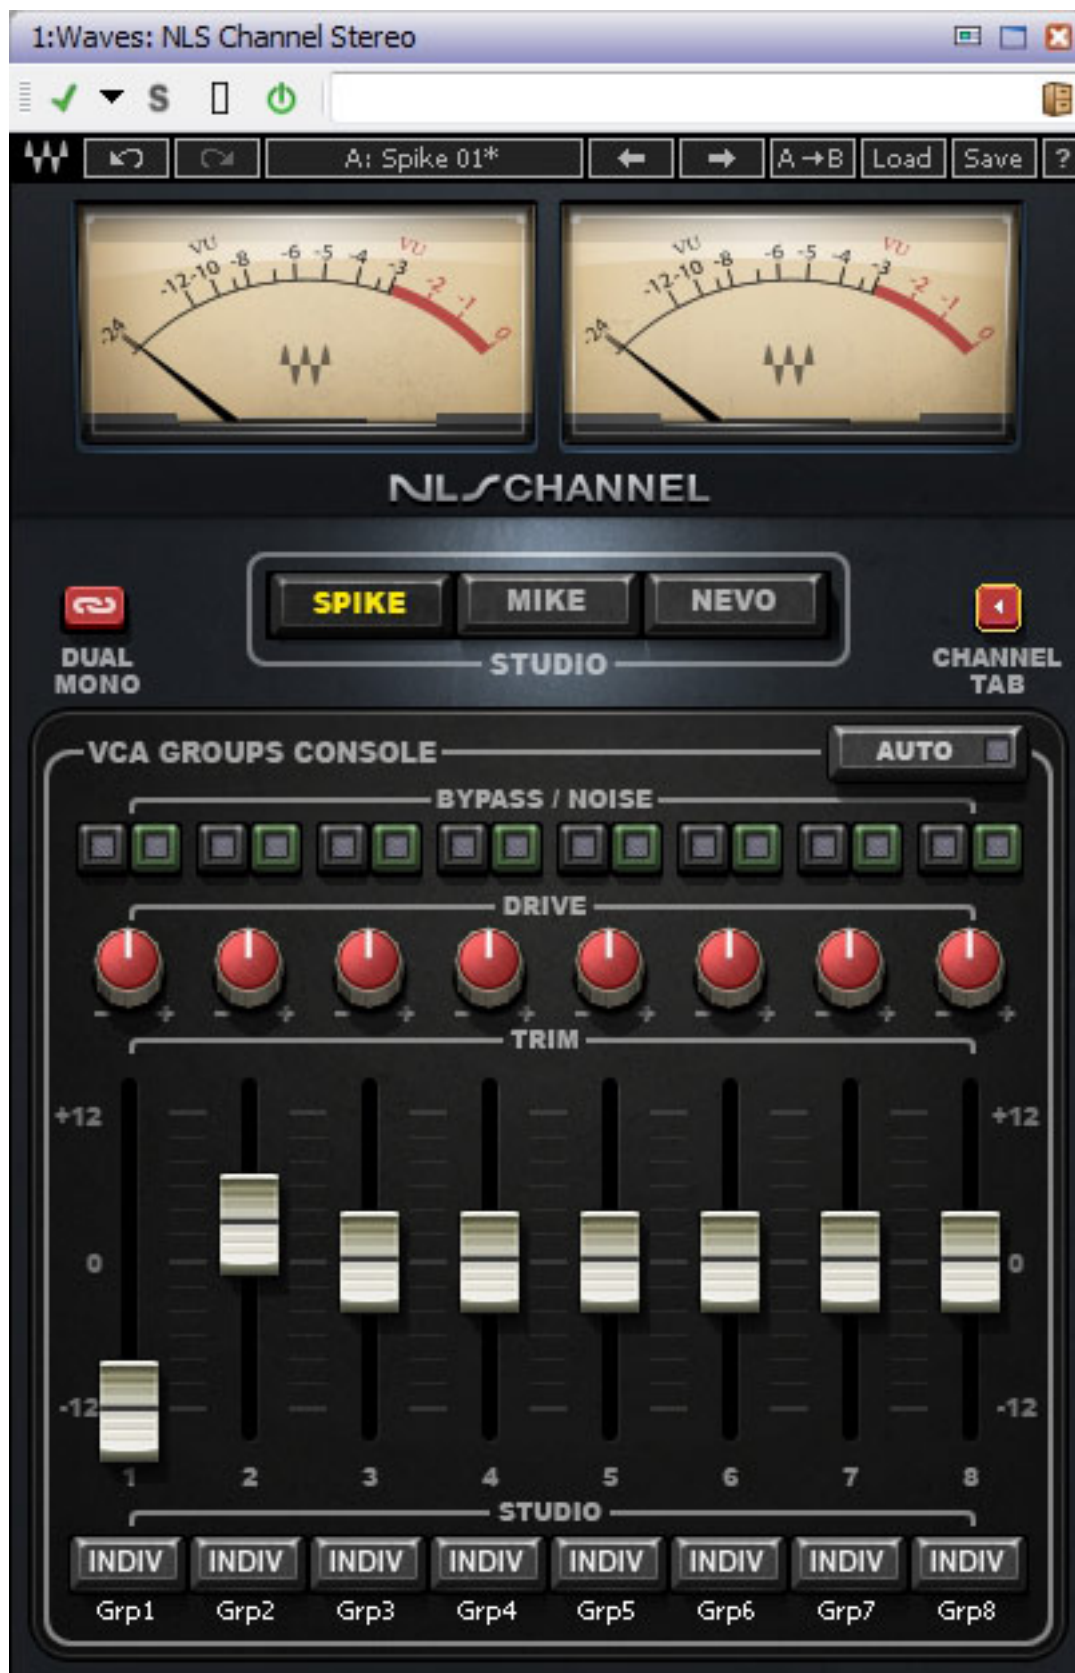 1:Waves: NLS Channel Stereo
S
A: Spike 01* A→B Load Save ?
-24 -12 -10 -8 -6 -5 -4 -3 -2 -1 0 VU VU
-24 -12 -10 -8 -6 -5 -4 -3 -2 -1 0 VU VU
NLS CHANNEL
SPIKE MIKE NEVO
STUDIO
DUAL
MONO
CHANNEL
TAB
VCA GROUPS CONSOLE AUTO
BYPASS / NOISE
DRIVE
- + - + - + - + - + - + - + - +
TRIM
+12 +12
0 0
-12 -12
1 2 3 4 5 6 7 8
STUDIO
INDIV INDIV INDIV INDIV INDIV INDIV INDIV INDIV
Grp1 Grp2 Grp3 Grp4 Grp5 Grp6 Grp7 Grp8